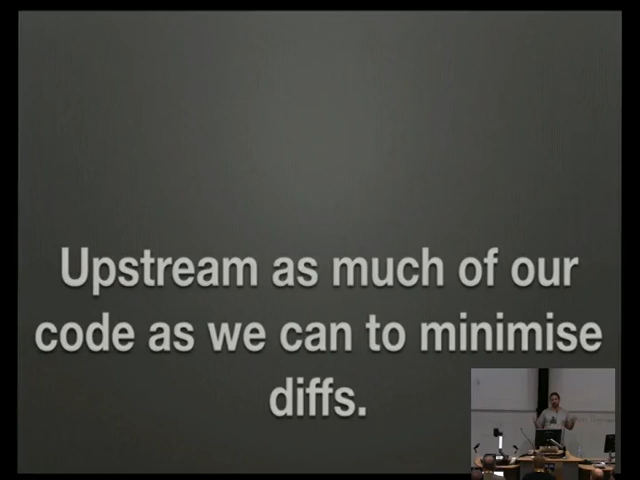 Upstream as much of our
code as we can to minimise
diffs.